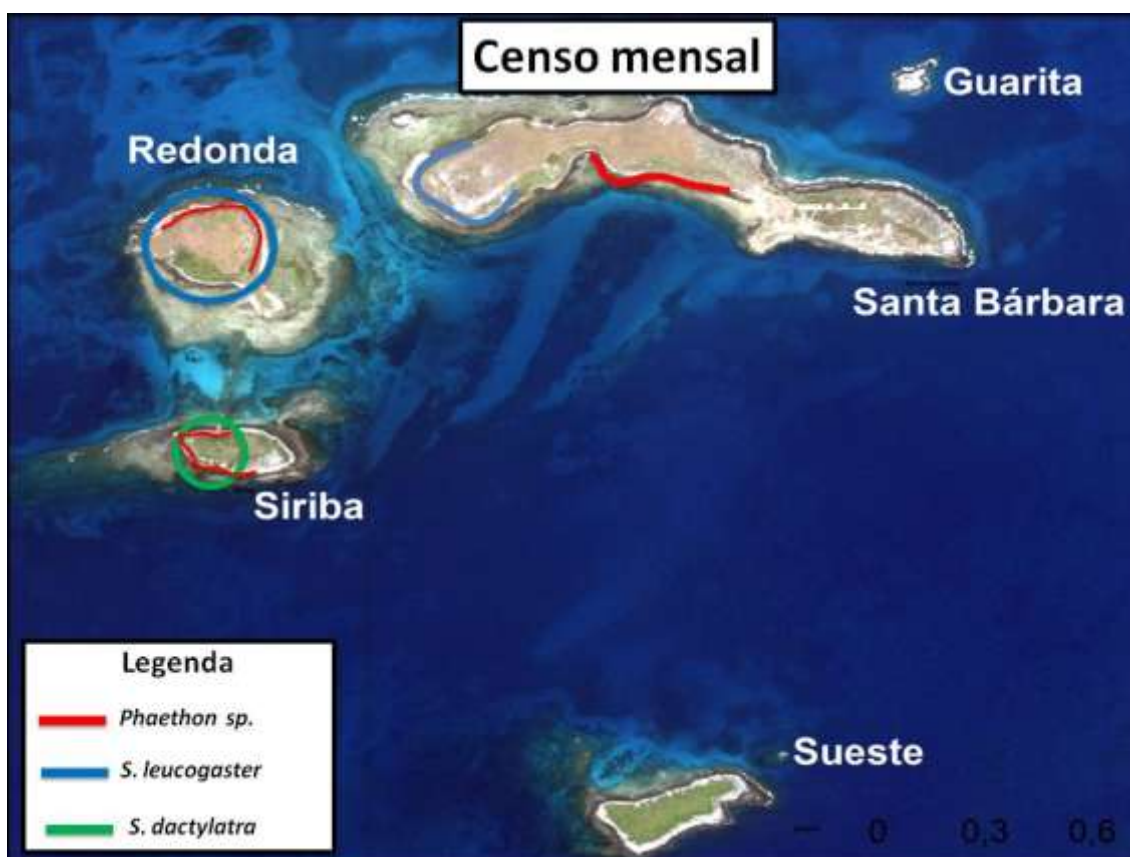 Censo mensal
Guarita
Redonda
Santa Bárbara
Siriba
Sueste
Legenda
Phaethon sp.
S. leucogaster
S. dactylatra
0 0,3 0,6